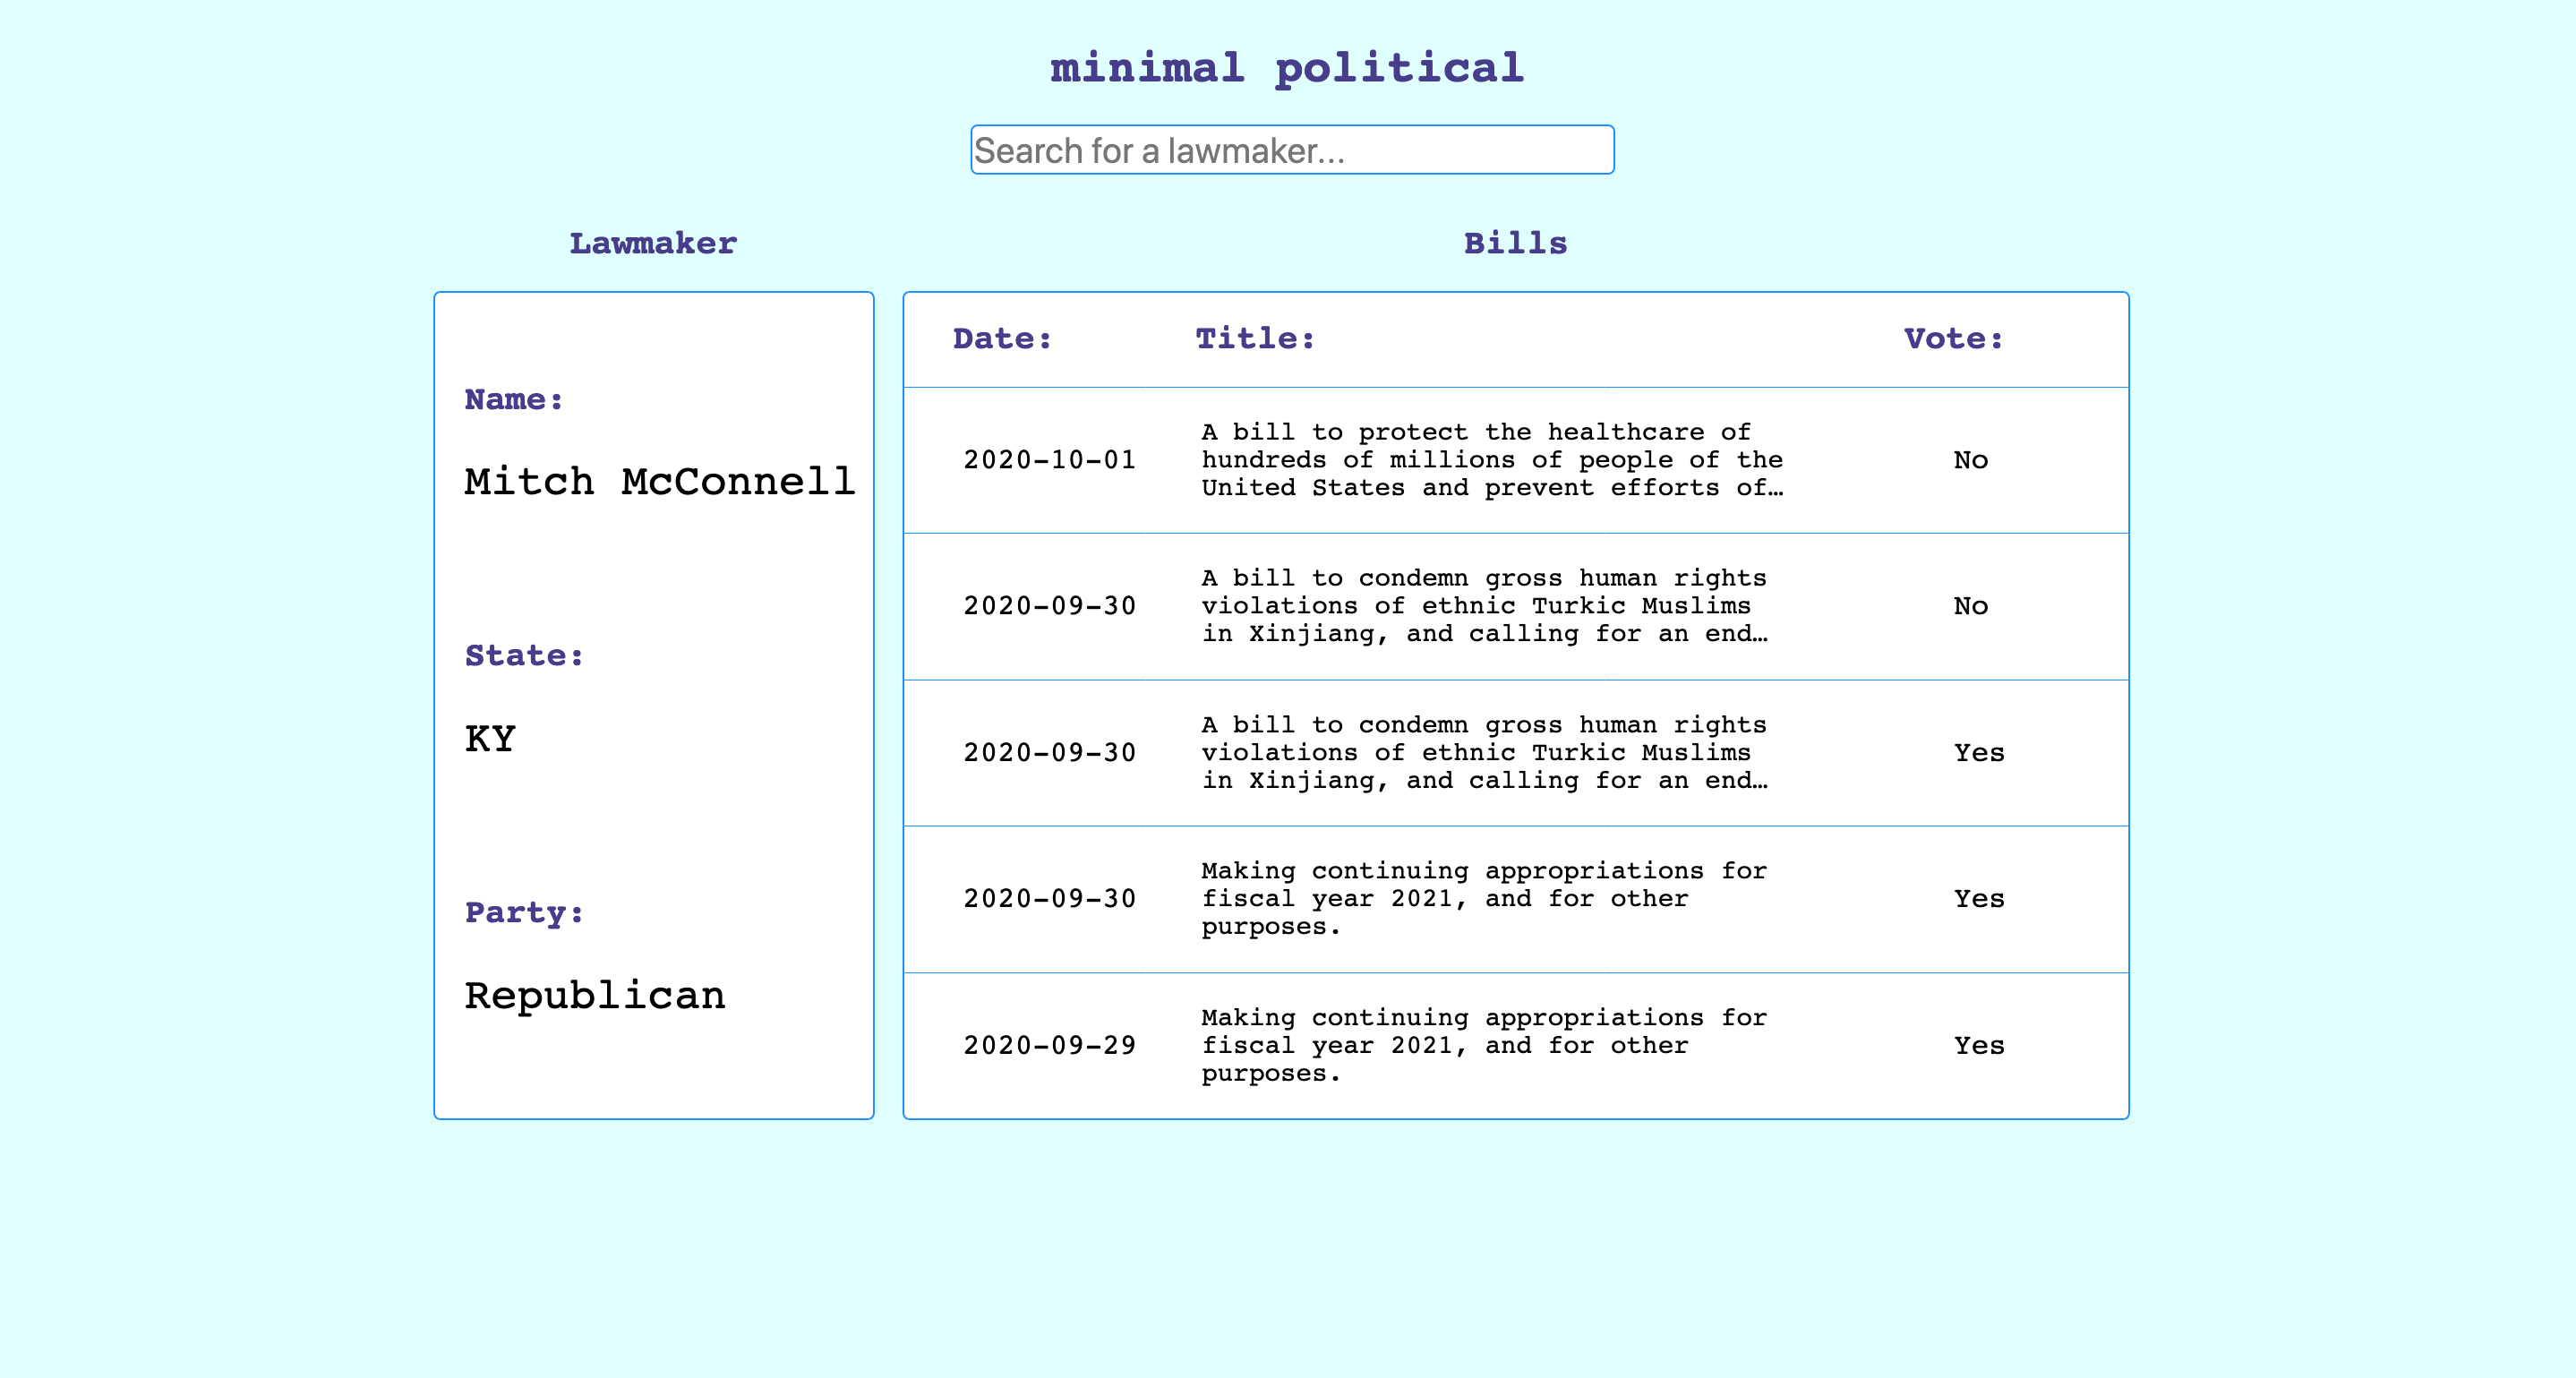 minimal political
Search for a lawmaker...
Lawmaker
Name:
Mitch McConnell
State:
KY
Party:
Republican
Bills
Date: Title: Vote:
2020-10-01
A bill to protect the healthcare of
hundreds of millions of people of the
United States and prevent efforts of…
No
2020-09-30
A bill to condemn gross human rights
violations of ethnic Turkic Muslims
in Xinjiang, and calling for an end…
No
2020-09-30
A bill to condemn gross human rights
violations of ethnic Turkic Muslims
in Xinjiang, and calling for an end…
Yes
2020-09-30
Making continuing appropriations for
fiscal year 2021, and for other
purposes.
Yes
2020-09-29
Making continuing appropriations for
fiscal year 2021, and for other
purposes.
Yes